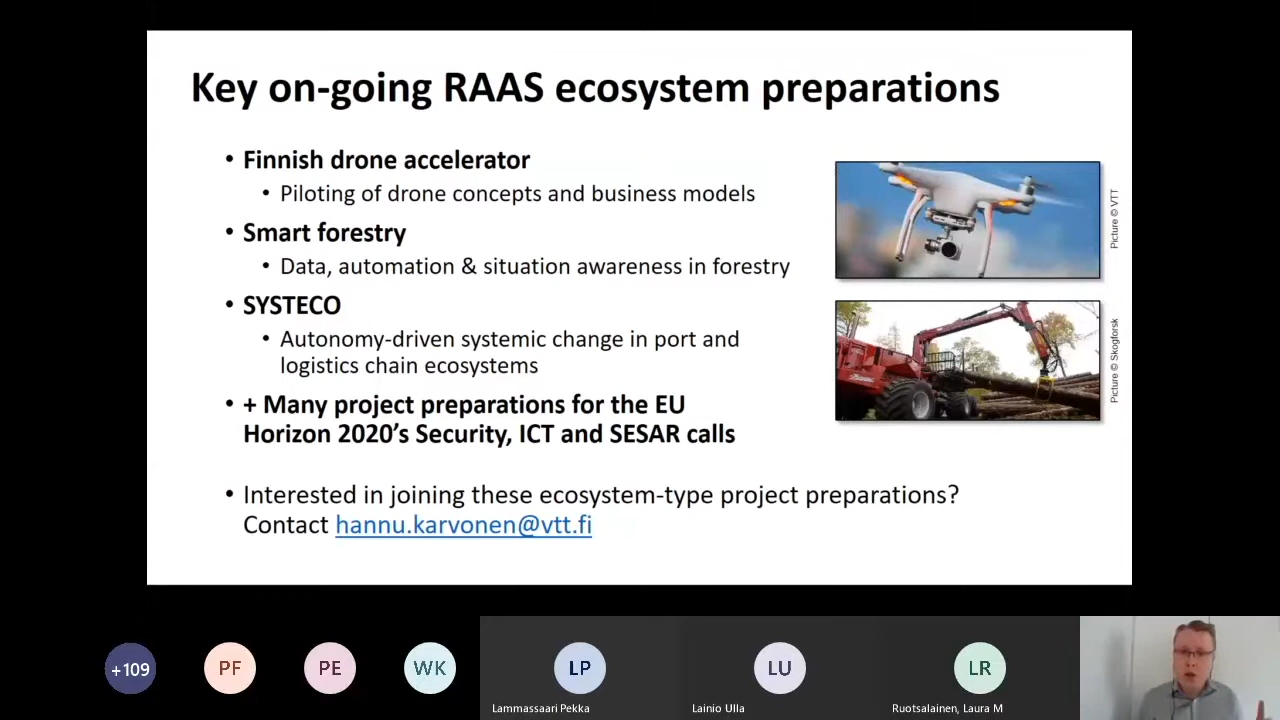 Key on-going RAAS ecosystem preparations
• Finnish drone accelerator
• Piloting of drone concepts and business models
• Smart forestry
• Data, automation & situation awareness in forestry
• SYSTECO
• Autonomy-driven systemic change in port and
logistics chain ecosystems
• + Many project preparations for the EU
Horizon 2020's Security, ICT and SESAR calls
• Interested in joining these ecosystem-type project preparations?
Contact hannu.karvonen@vtt.fi
Picture © VTT
Picture © Skogforsk
+109
PF
PE
WK
LP
LU
LR
Lammassaari Pekka
Lainio Ulla
Ruotsalainen, Laura M